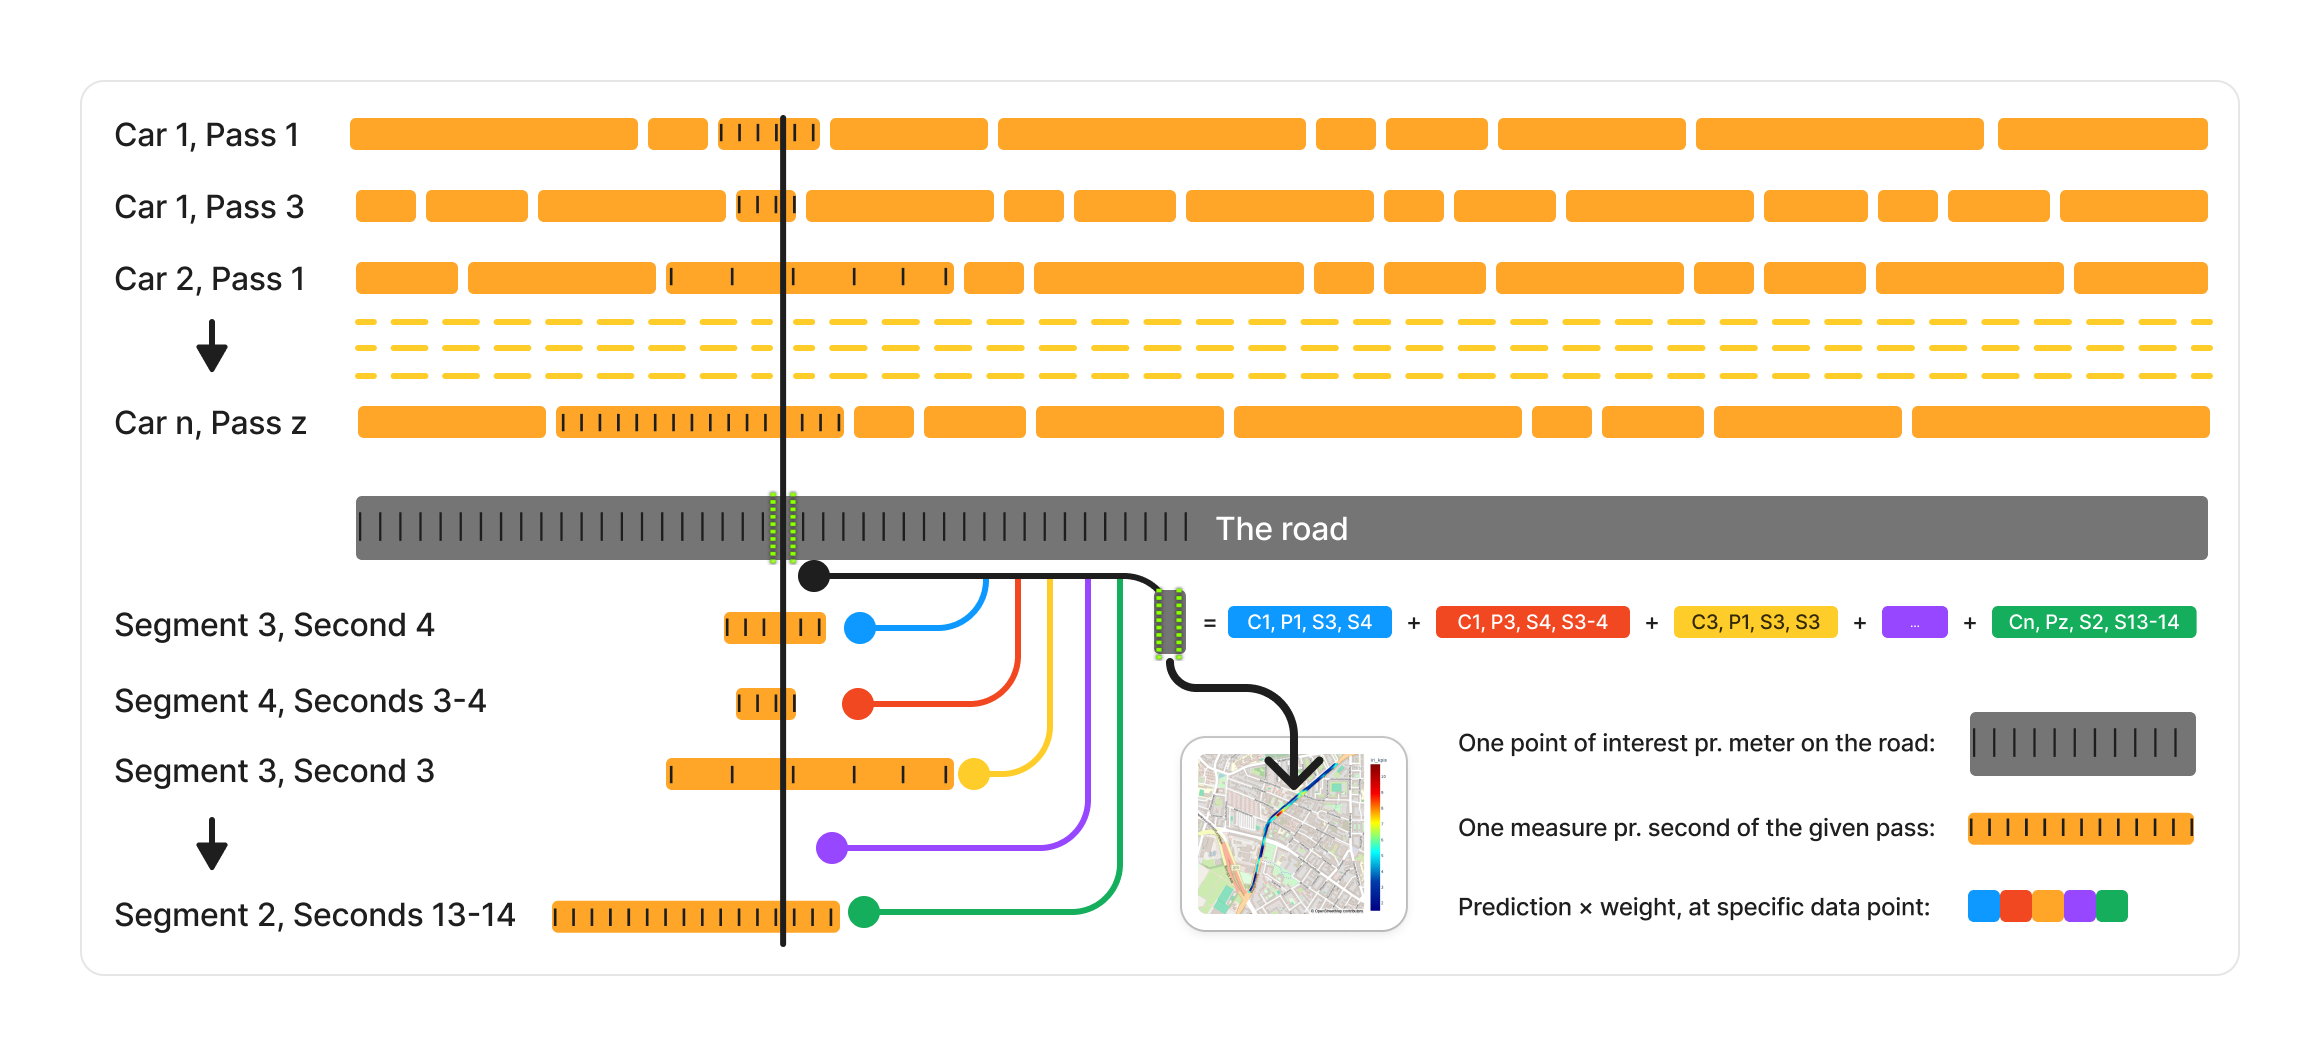 Car 1, Pass 1
Car 1, Pass 3
Car 2, Pass 1
Car n, Pass z
The road
Segment 3, Second 4
= C1, P1, S3, S4 + C1, P3, S4, S3-4 + C3, P1, S3, S3 + ... + Cn, Pz, S2, S13-14
Segment 4, Seconds 3-4
Segment 3, Second 3
Segment 2, Seconds 13-14
One point of interest pr. meter on the road:
One measure pr. second of the given pass:
Prediction × weight, at specific data point:
© OpenStreetMap contributors